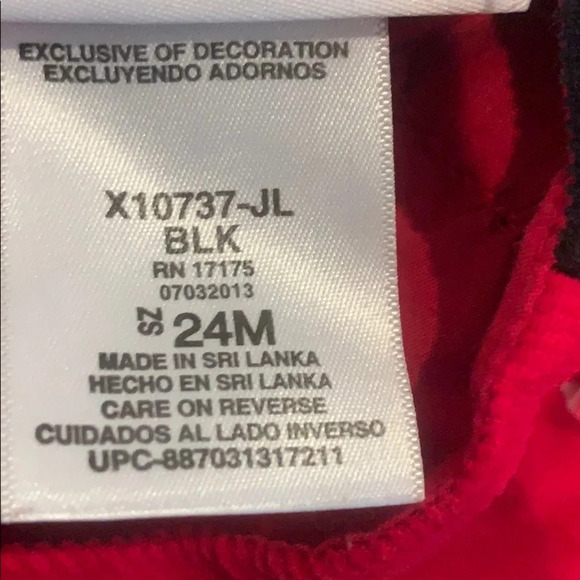 EXCLUSIVE OF DECORATION
EXCLUYENDO ADORNOS
X10737-JL
BLK
RN 17175
07032013
SZ 24M
MADE IN SRI LANKA
HECHO EN SRI LANKA
CARE ON REVERSE
CUIDADOS AL LADO INVERSO
UPC-887031317211